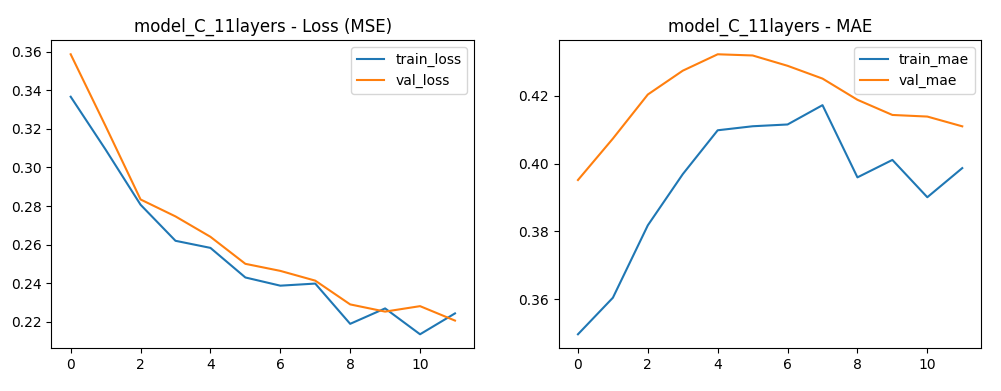 model_C_11layers - Loss (MSE)
train_loss
val_loss
0.36
0.34
0.32
0.30
0.28
0.26
0.24
0.22
0 2 4 6 8 10
model_C_11layers - MAE
train_mae
val_mae
0.42
0.40
0.38
0.36
0 2 4 6 8 10